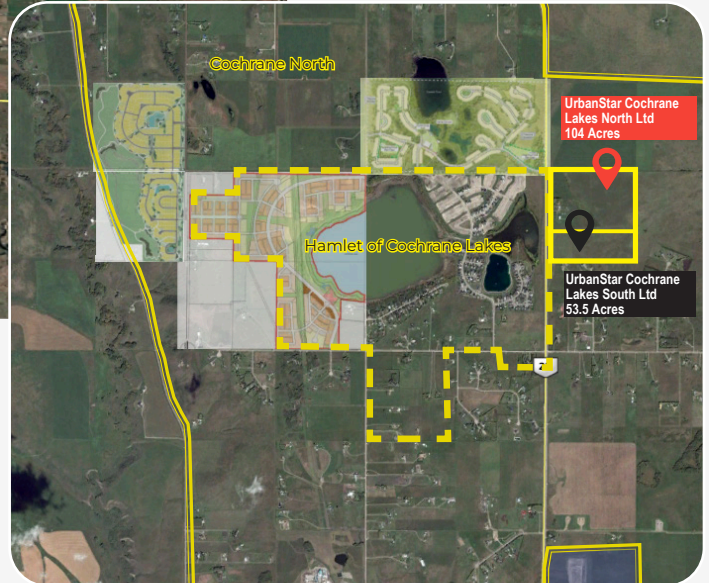 Cochrane North
UrbanStar Cochrane
Lakes North Ltd
104 Acres
Hamlet of Cochrane Lakes
UrbanStar Cochrane
Lakes South Ltd
53.5 Acres